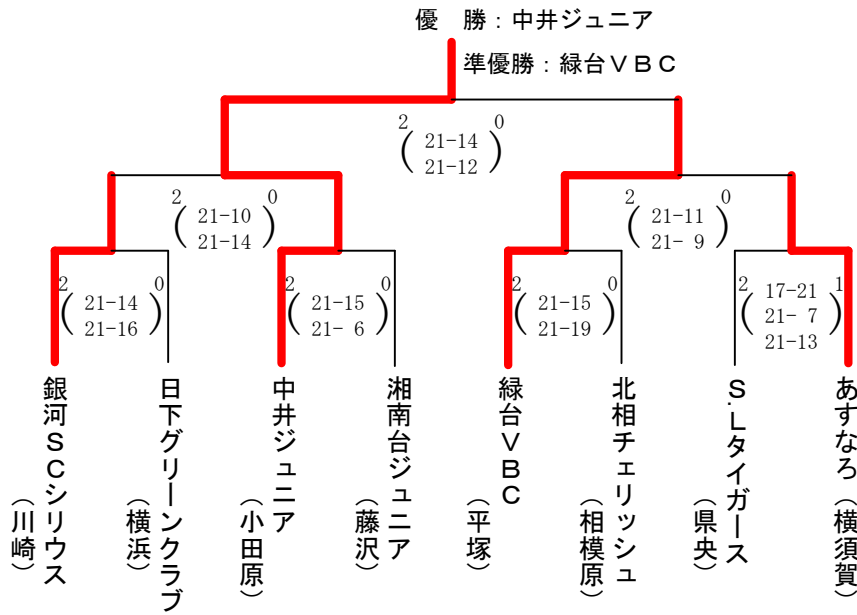 優　勝：中井ジュニア
準優勝：緑台ＶＢＣ
2 0
21-14
21-12
2 0
21-10
21-14
2 0
21-11
21- 9
2 0
21-14
21-16
2 0
21-15
21- 6
2 0
21-15
21-19
2 1
17-21
21- 7
21-13
銀河ＳＣシリウス
（川崎）
日下グリーンクラブ
（横浜）
中井ジュニア
（小田原）
湘南台ジュニア
（藤沢）
緑台ＶＢＣ
（平塚）
北相チェリッシュ
（相模原）
Ｓ.Ｌタイガース
（県央）
あすなろ（横須賀）